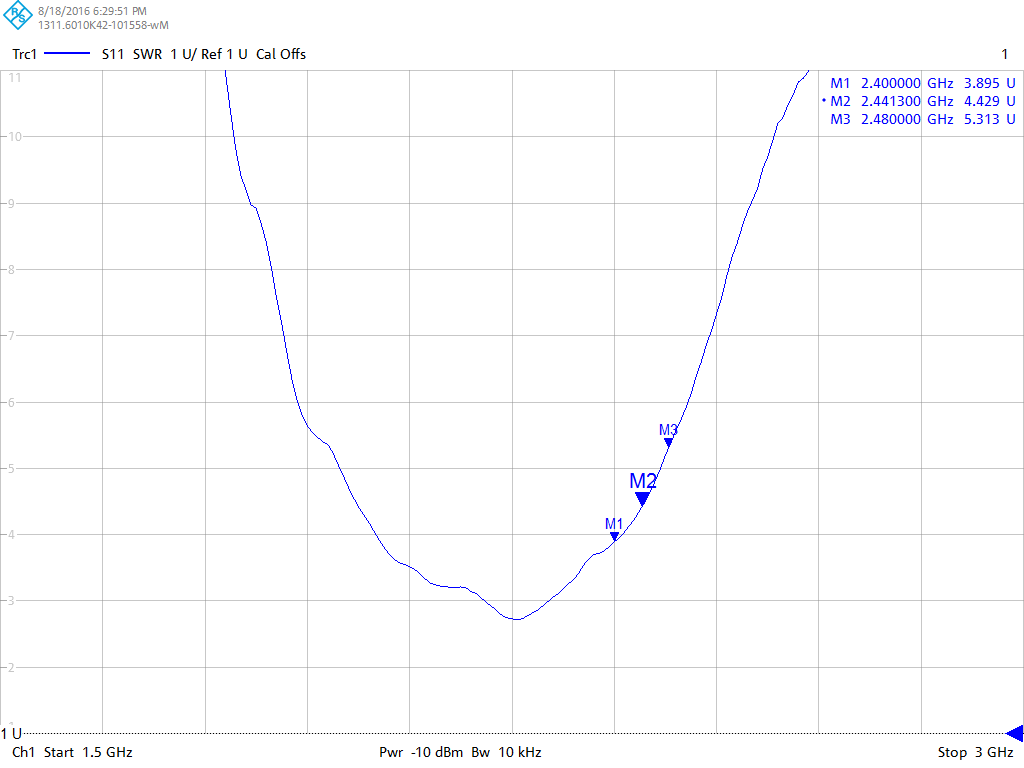 R&S
8/18/2016 6:29:51 PM
1311.6010K42-101558-wM
Trc1 S11 SWR 1 U/ Ref 1 U Cal Offs 1
11
M1 2.400000 GHz 3.895 U
• M2 2.441300 GHz 4.429 U
M3 2.480000 GHz 5.313 U
10
9
8
7
6
M3
5
M2
M1
4
3
2
1
1 U
Ch1 Start 1.5 GHz Pwr -10 dBm Bw 10 kHz Stop 3 GHz